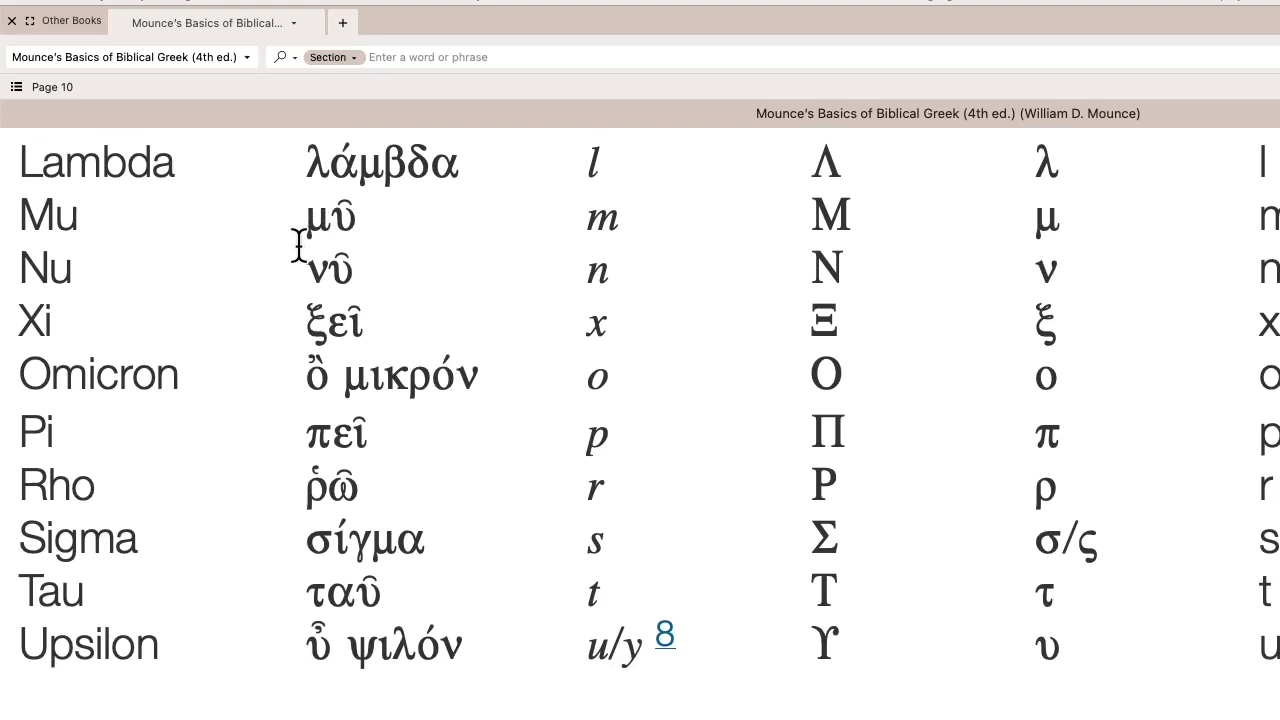 Other Books Mounce's Basics of Biblical... +
Mounce's Basics of Biblical Greek (4th ed.) Section Enter a word or phrase
Page 10
Mounce's Basics of Biblical Greek (4th ed.) (William D. Mounce)
Lambda λάμβδα l Λ λ l
Mu μῦ m Μ μ m
Nu νῦ n Ν ν n
Xi ξεῖ x Ξ ξ x
Omicron ὂ μικρόν o Ο ο o
Pi πεῖ p Π π p
Rho ῥῶ r Ρ ρ r
Sigma σίγμα s Σ σ/ς s
Tau ταῦ t Τ τ t
Upsilon ὖ ψιλόν u/y 8 ϒ υ u